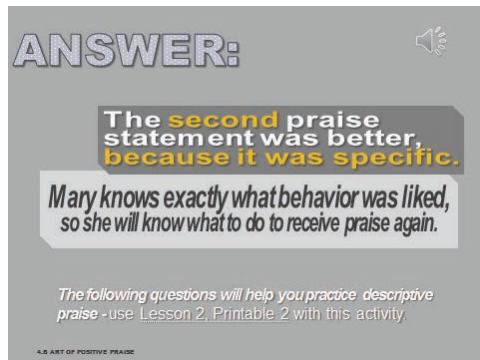 ANSWER:
The second praise
statement was better,
because it was specific.
Mary knows exactly what behavior was liked,
so she will know what to do to receive praise again.
The following questions will help you practice descriptive
praise - use Lesson 2, Printable 2 with this activity
4.6 ART OF POSITIVE PRAISE